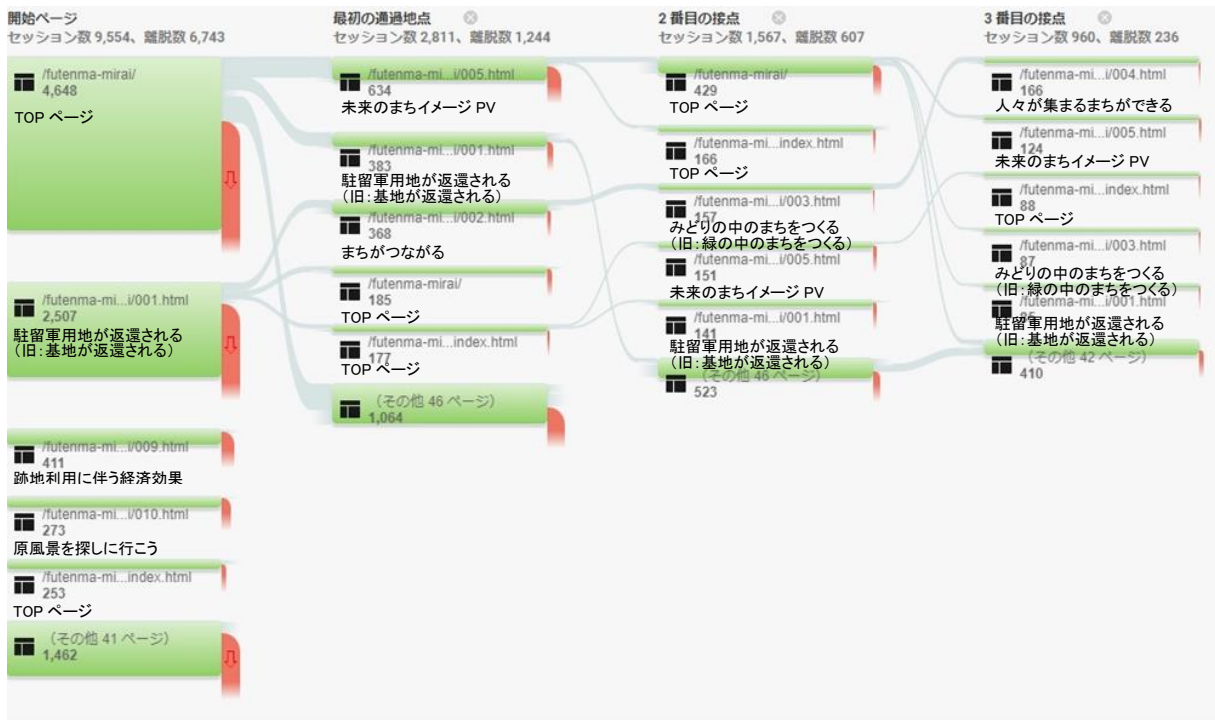 開始ページ
セッション数 9,554、離脱数 6,743
/futenma-mirai/
4,648
TOP ページ
/futenma-mi...i/001.html
2,507
駐留軍用地が返還される
(旧:基地が返還される)
/futenma-mi...i/009.html
411
跡地利用に伴う経済効果
/futenma-mi...i/010.html
273
原風景を探しに行こう
/futenma-mi...index.html
253
TOP ページ
(その他 41 ページ)
1,462
最初の通過地点
セッション数 2,811、離脱数 1,244
/futenma-mi...i/005.html
634
未来のまちイメージ PV
/futenma-mi...i/001.html
383
駐留軍用地が返還される
(旧:基地が返還される)
/futenma-mi...i/002.html
368
まちがつながる
/futenma-mirai/
185
TOP ページ
/futenma-mi...index.html
177
TOP ページ
(その他 46 ページ)
1,064
2 番目の接点
セッション数 1,567、離脱数 607
/futenma-mirai/
429
TOP ページ
/futenma-mi...index.html
166
TOP ページ
/futenma-mi...i/003.html
157
みどりの中のまちをつくる
(旧:緑の中のまちをつくる)
/futenma-mi...i/005.html
151
未来のまちイメージ PV
/futenma-mi...i/001.html
141
駐留軍用地が返還される
(旧:基地が返還される)
(その他 46 ページ)
523
3 番目の接点
セッション数 960、離脱数 236
/futenma-mi...i/004.html
166
人々が集まるまちができる
/futenma-mi...i/005.html
124
未来のまちイメージ PV
/futenma-mi...index.html
88
TOP ページ
/futenma-mi...i/003.html
87
みどりの中のまちをつくる
(旧:緑の中のまちをつくる)
/futenma-mi...i/001.html
駐留軍用地が返還される
(旧:基地が返還される)
(その他 42 ページ)
410